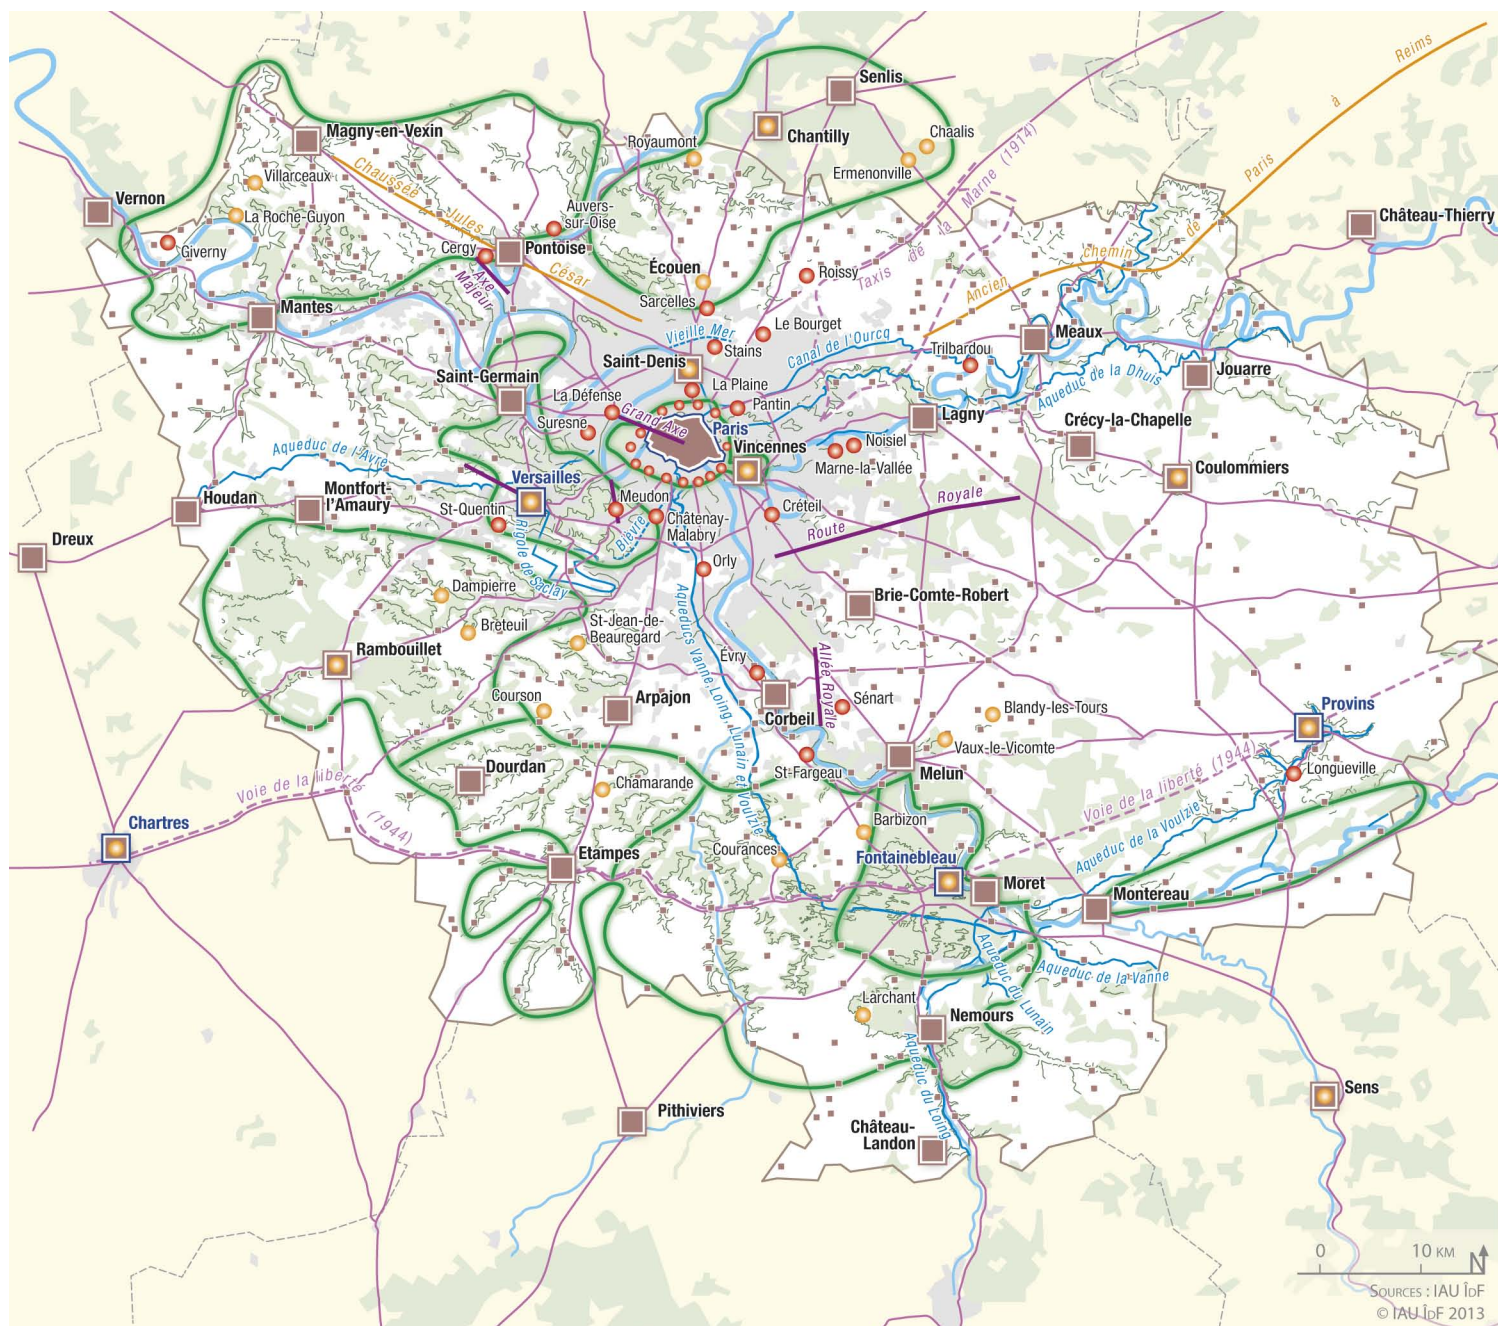 Reims
à
Paris
de
chemin
Ancien
Senlis
Chantilly
Chaalis
Ermenonville
Royaumont
Taxis de la Marne (1914)
Magny-en-Vexin
Chaussée
Jules
César
Villarceaux
Vernon
La Roche-Guyon
Giverny
Auvers-
sur-Oise
Cergy
Pontoise
Axe
Majeur
Château-Thierry
Écouen
Sarcelles
Roissy
Mantes
Le Bourget
Vieille Mer
Stains
Canal de l'Ourcq
Meaux
Trilbardou
Saint-Denis
Saint-Germain
La Plaine
La Défense
Pantin
Aqueduc de la Dhuis
Jouarre
Grand Axe
Suresne
Paris
Lagny
Crécy-la-Chapelle
Noisiel
Vincennes
Marne-la-Vallée
Coulommiers
Aqueduc de l'Avre
Versailles
Houdan
Montfort-
l'Amaury
St-Quentin
Meudon
Châtenay-
Malabry
Créteil
Route
Royale
Dreux
Bièvre
Rigole de Saclay
Orly
Dampierre
Brie-Comte-Robert
Breteuil
St-Jean-de-
Beauregard
Aqueducs Vanne-Loing, Lunain et Voulzie
Rambouillet
Évry
Allée Royale
Courson
Arpajon
Corbeil
Sénart
Blandy-les-Tours
Provins
Vaux-le-Vicomte
Dourdan
St-Fargeau
Melun
Longueville
Voie de la liberté
(1944)
Chamarande
Voie de la liberté (1944)
Chartres
Barbizon
Aqueduc de la Voulzie
Etampes
Courances
Fontainebleau
Moret
Montereau
Aqueduc de la Vanne
Aqueduc du Lunain
Larchant
Nemours
Aqueduc du Loing
Sens
Pithiviers
Château-
Landon
0 10 KM
N
SOURCES : IAU ÎDF
© IAU ÎDF 2013